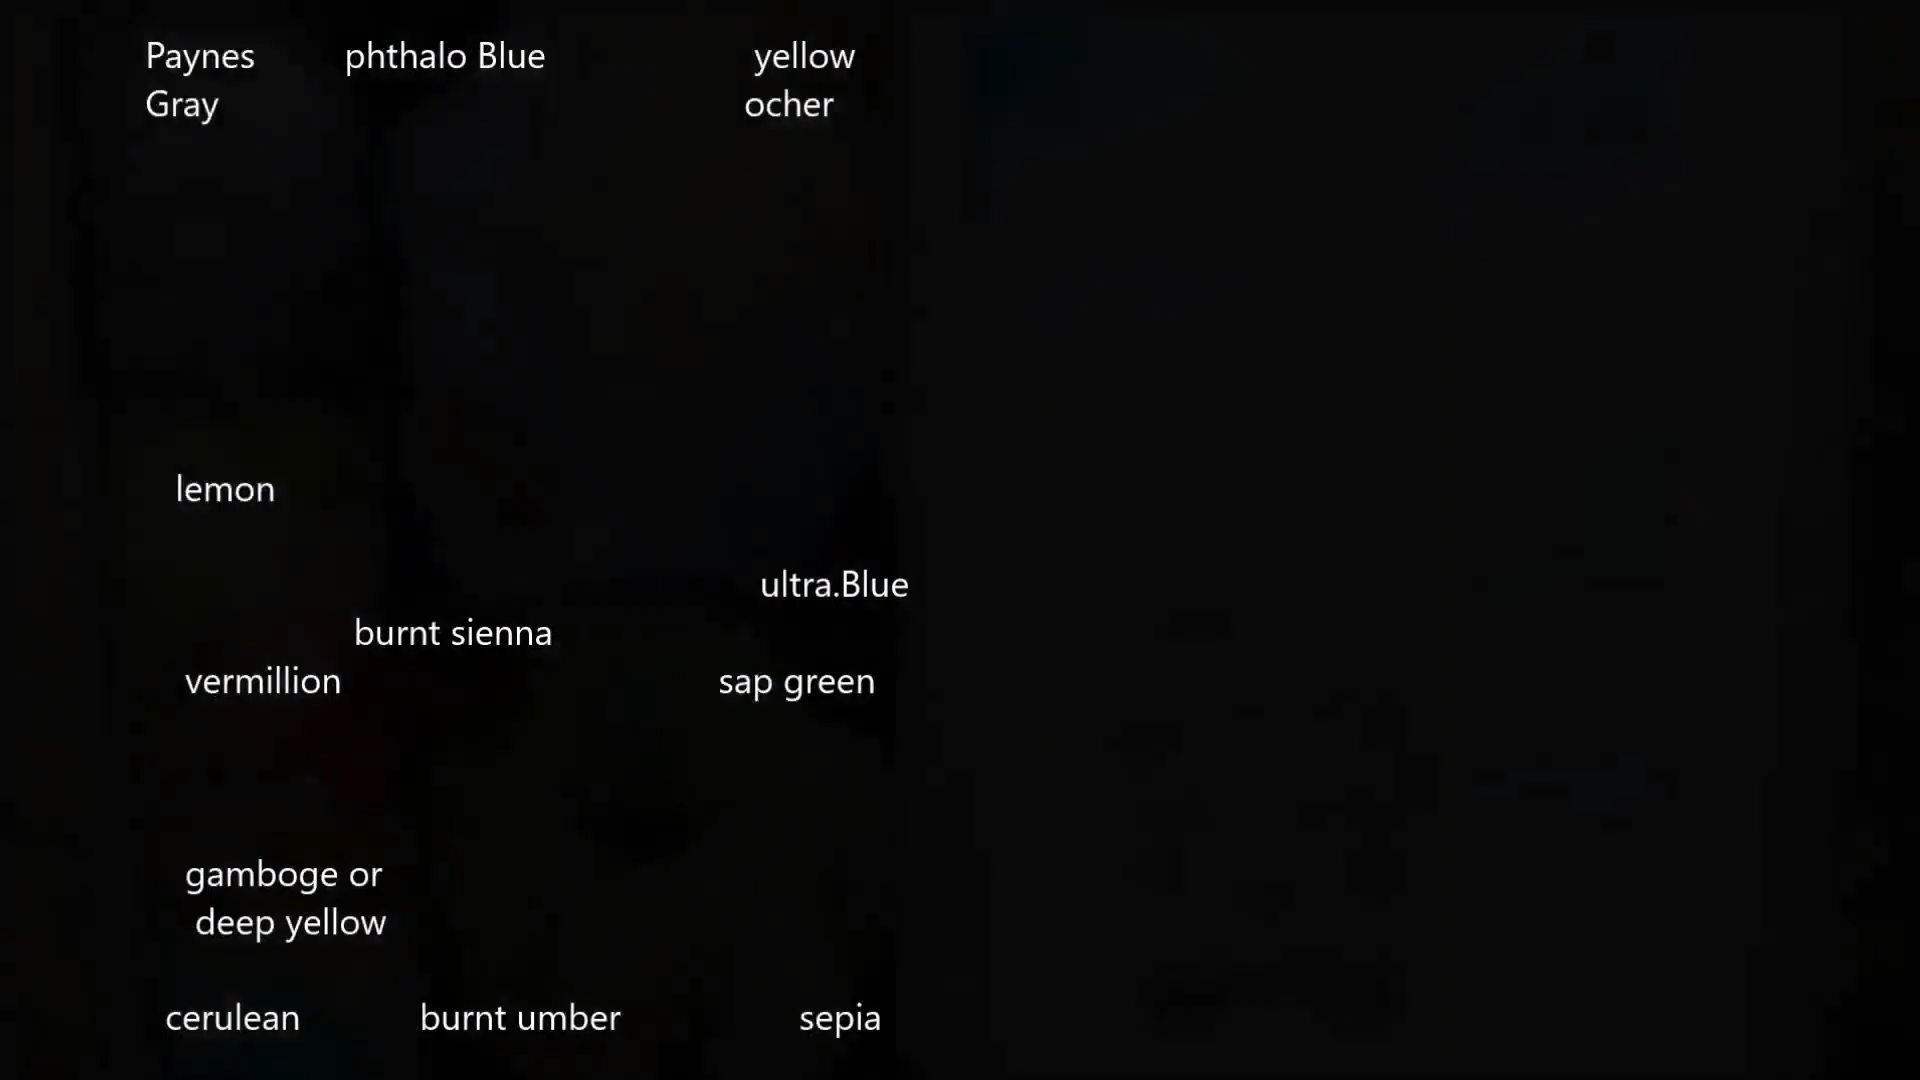 Paynes phthalo Blue yellow
Gray ocher
lemon
ultra.Blue
burnt sienna
vermillion sap green
gamboge or
deep yellow
cerulean burnt umber sepia